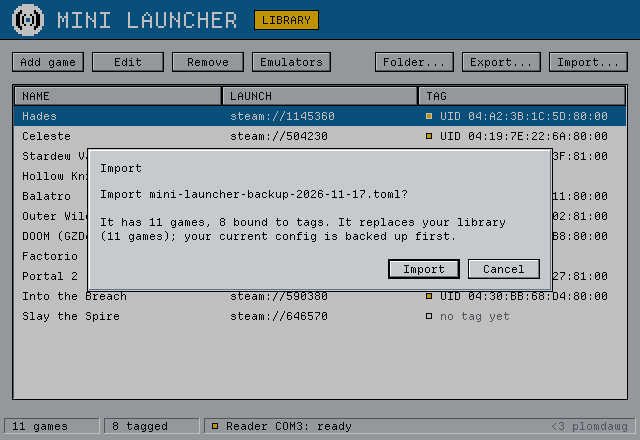 MINI LAUNCHER LIBRARY
Add game Edit Remove Emulators Folder... Export... Import...
NAME LAUNCH TAG
Hades steam://1145360 UID 04:A2:3B:1C:5D:80:00
Celeste steam://504230 UID 04:19:7E:22:6A:80:00
Stardew 3F:81:00
Hollow
Balatro 11:80:00
Outer 02:81:00
DOOM B8:80:00
Factorio
Portal 2 27:81:00
Into the Breach steam://590380 UID 04:30:BB:68:D4:80:00
Slay the Spire steam://646570 no tag yet
Import
Import mini-launcher-backup-2026-11-17.toml?
It has 11 games, 8 bound to tags. It replaces your library
(11 games); your current config is backed up first.
Import Cancel
11 games 8 tagged Reader COM3: ready <3 plomdawg